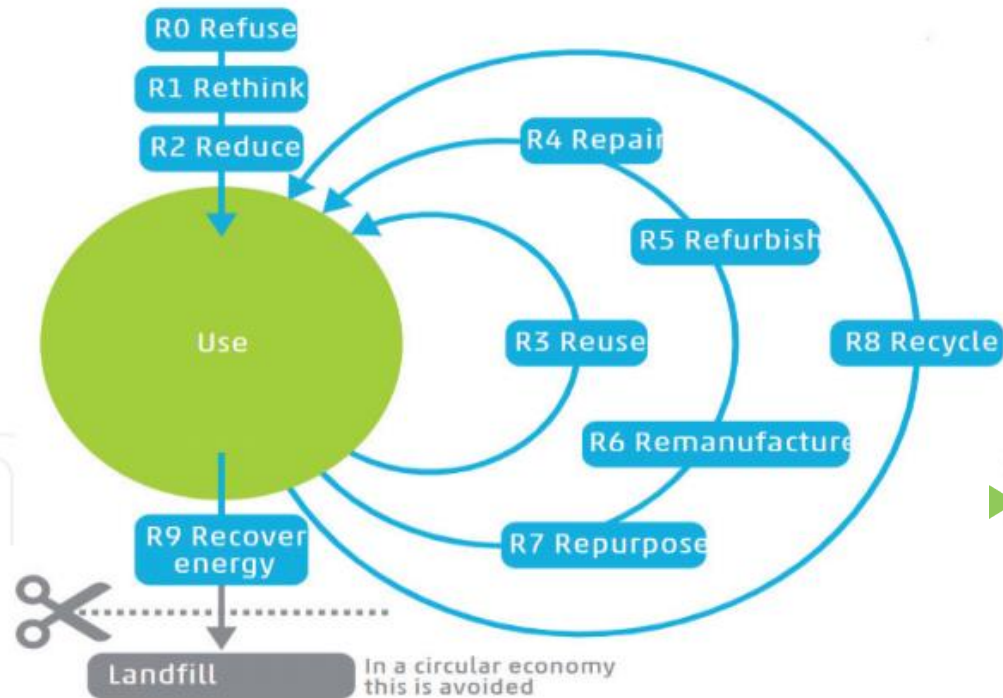 R0 Refuse
R1 Rethink
R2 Reduce
R4 Repair
R5 Refurbish
Use
R3 Reuse
R8 Recycle
R6 Remanufacture
R7 Repurpose
R9 Recover
energy
Landfill
In a circular economy
this is avoided